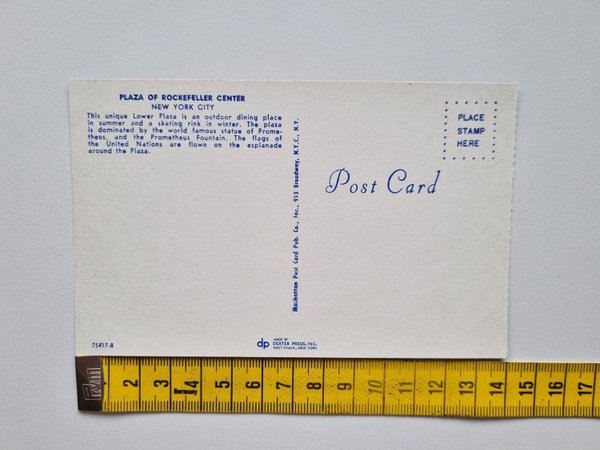 PLAZA OF ROCKEFELLER CENTER
NEW YORK CITY
This unique Lower Plaza is an outdoor dining place
in summer and a skating rink in winter. The plaza
is dominated by the world famous statue of Prome-
theus, and the Prometheus Fountain. The flags of
the United Nations are flown on the esplanade
around the Plaza.
Manhattan Post Card Pub. Co., Inc., 913 Broadway, N.Y.C., N.Y.
PLACE
STAMP
HERE
Post Card
75417-B
dp
MADE BY
DEXTER PRESS, INC.
WEST NYACK, NEW YORK
2 3 4 5 6 7 8 9 10 11 12 13 14 15 16 17
Germany